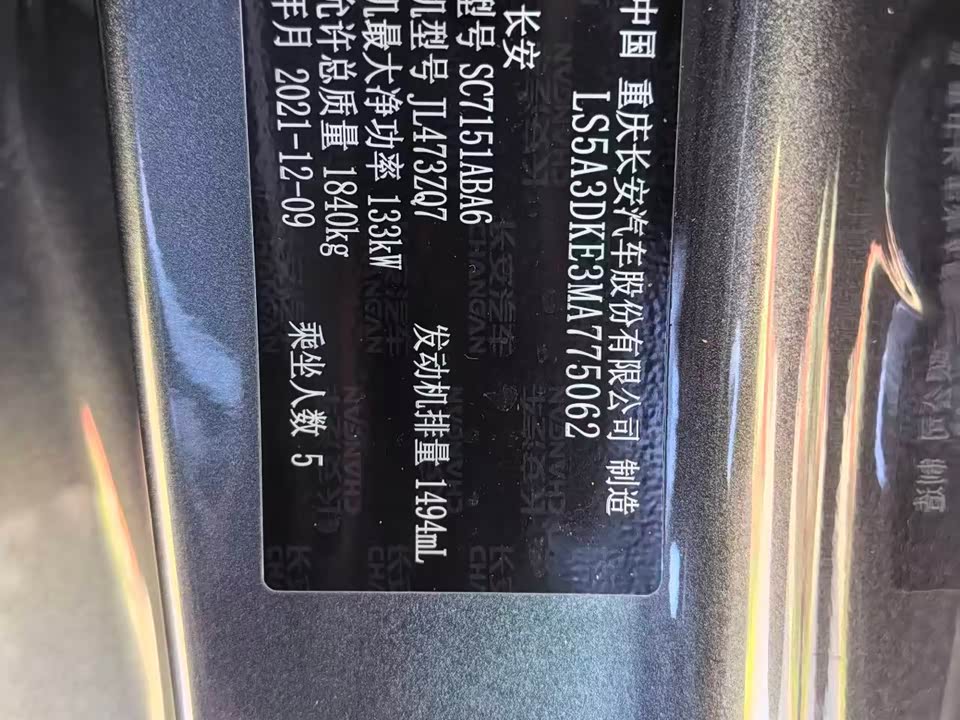 中国 重庆长安汽车股份有限公司 制造
LS5A3DKE3MA775062
长安
型号 SC7151ABA6
机型号 JL473ZQ7 发动机排量 1494mL
机最大净功率 133kW
允许总质量 1840kg
年月 2021-12-09 乘坐人数 5